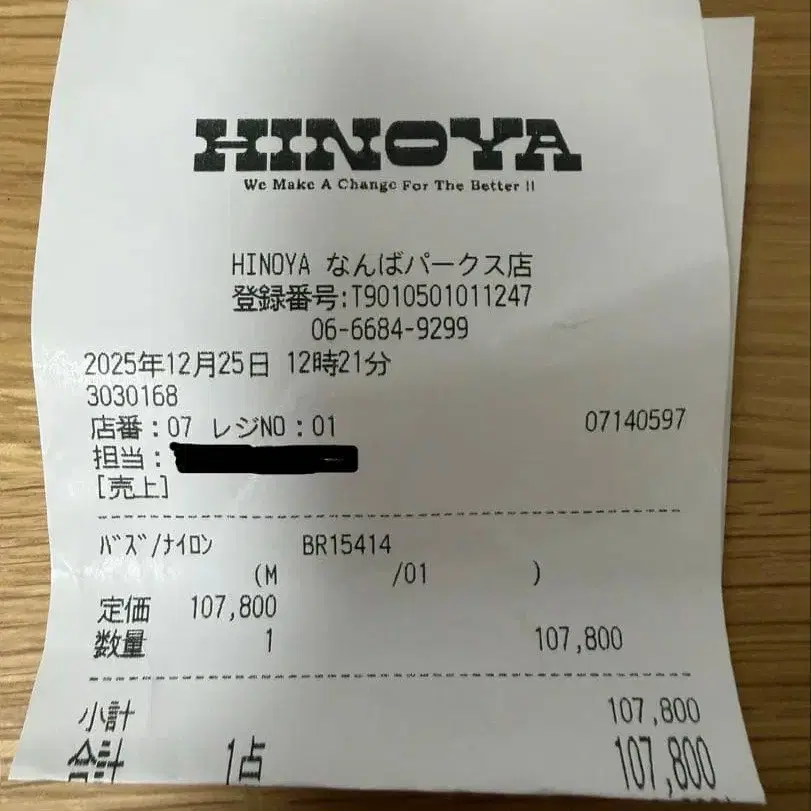 HINOYA
We Make A Change For The Better !!
HINOYA なんばパークス店
登録番号:T9010501011247
06-6684-9299
2025年12月25日 12時21分
3030168
店番:07 レジNO:01 07140597
担当:
[売上]
バズ/ナイロン BR15414
(M /01 )
定価 107,800
数量 1 107,800
小計 107,800
合計 1点 107,800